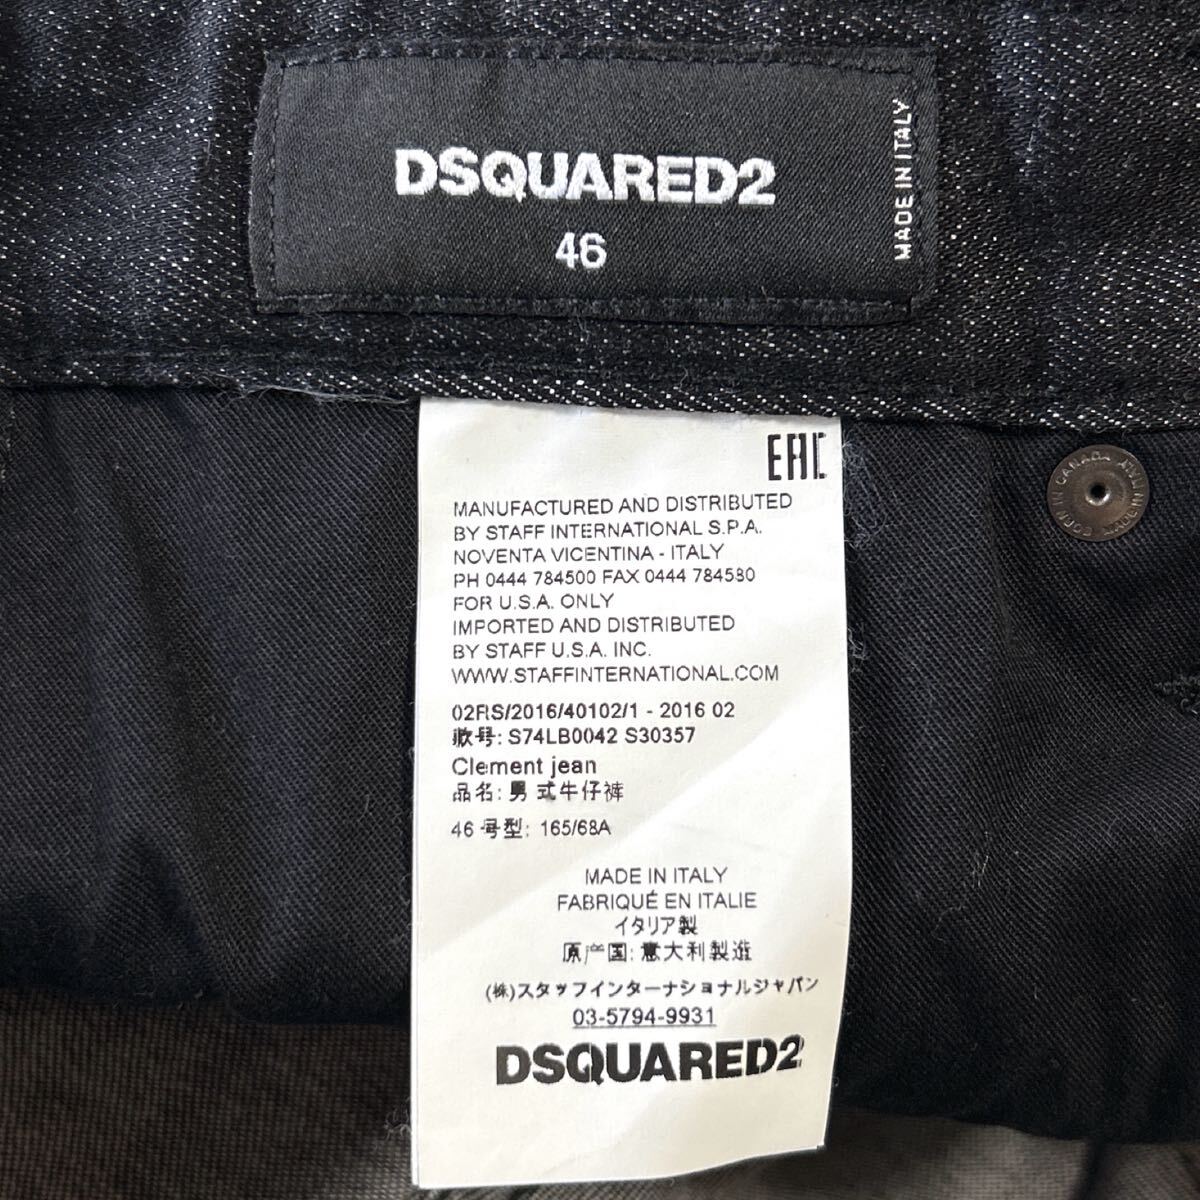 DSQUARED2
46
MADE IN ITALY
EAC
MANUFACTURED AND DISTRIBUTED
BY STAFF INTERNATIONAL S.P.A.
NOVENTA VICENTINA - ITALY
PH 0444 784500 FAX 0444 784580
FOR U.S.A. ONLY
IMPORTED AND DISTRIBUTED
BY STAFF U.S.A. INC.
WWW.STAFFINTERNATIONAL.COM
02RS/2016/40102/1 - 2016 02
款号: S74LB0042 S30357
Clement jean
品名: 男式牛仔裤
46 号型: 165/68A
MADE IN ITALY
FABRIQUÉ EN ITALIE
イタリア製
原产国: 意大利製造
(株)スタッフインターナショナルジャパン
03-5794-9931
DSQUARED2
IN CANADA